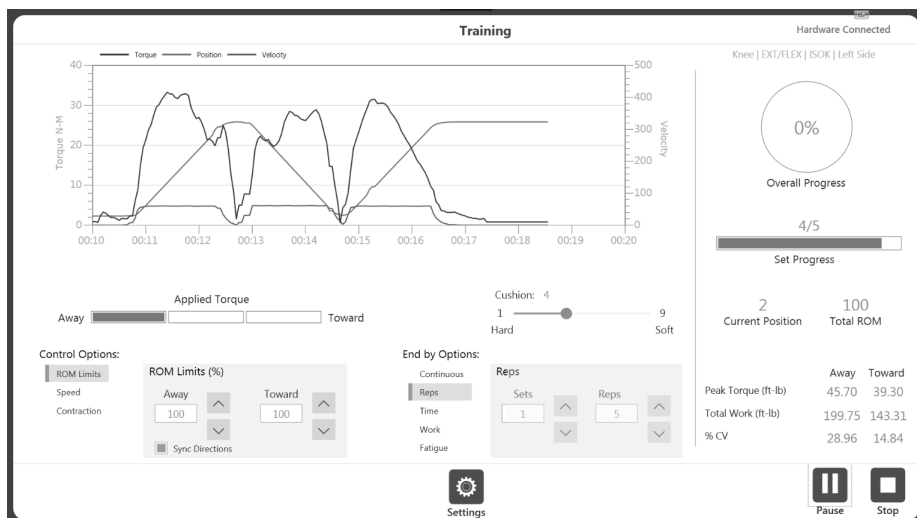 Training
Hardware Connected
Knee | EXT/FLEX | ISOK | Left Side
Torque Position Velocity
40 500
400
30
300
20
200
10
100
0 0
Torque N-M
Velocity
00:10 00:11 00:12 00:13 00:14 00:15 00:16 00:17 00:18 00:19 00:20
0%
Overall Progress
4/5
Set Progress
2 100
Current Position Total ROM
Applied Torque
Away Toward
Cushion: 4
1 9
Hard Soft
Control Options:
ROM Limits
Speed
Contraction
ROM Limits (%)
Away Toward
100 100
Sync Directions
End by Options:
Continuous
Reps
Time
Work
Fatigue
Reps
Sets Reps
1 5
Away Toward
Peak Torque (ft-lb) 45.70 39.30
Total Work (ft-lb) 199.75 143.31
% CV 28.96 14.84
Settings
Pause Stop